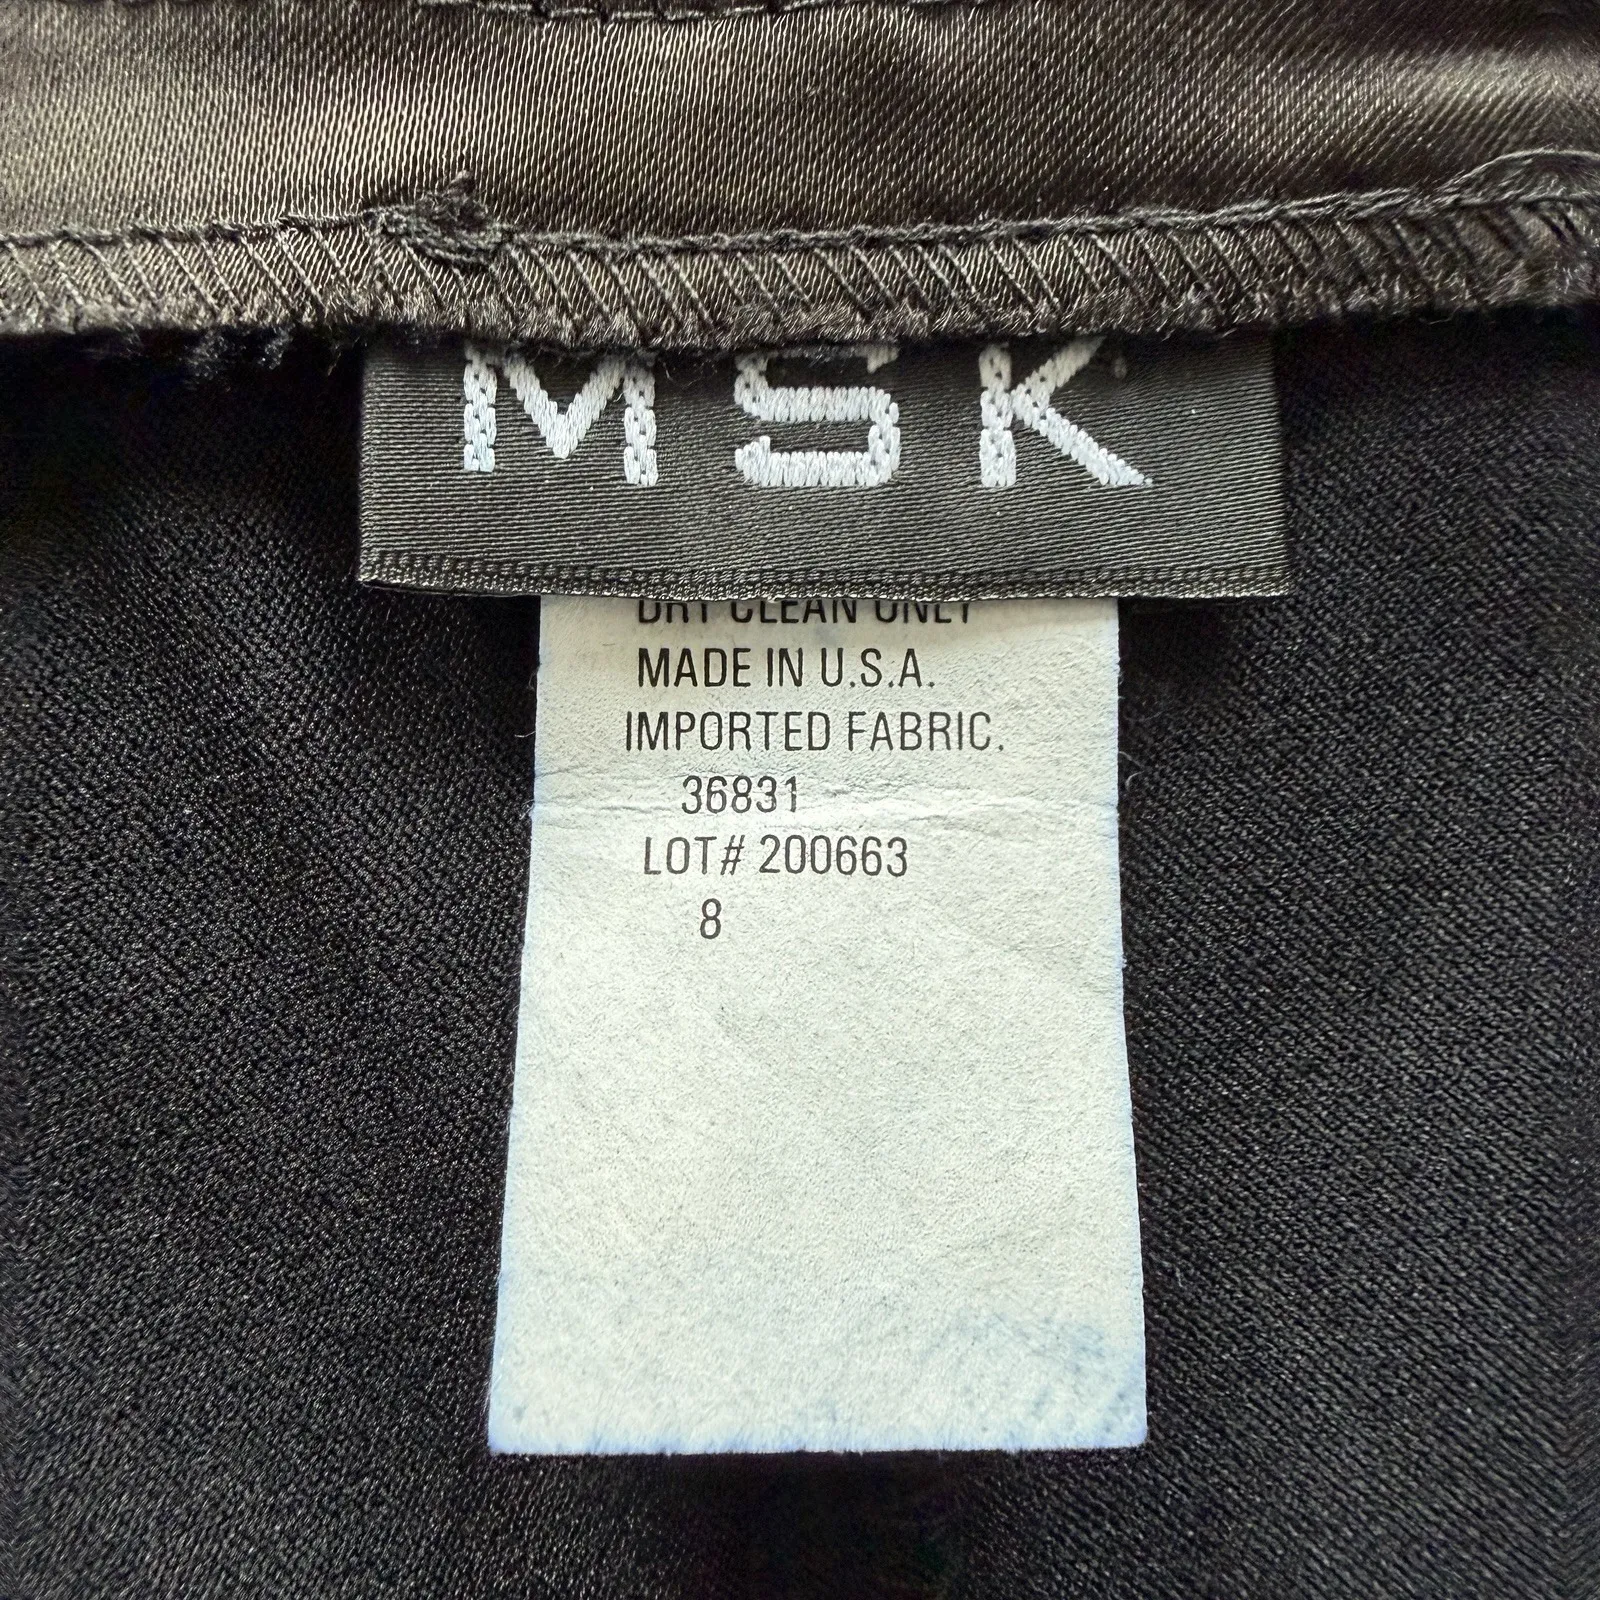 MSK
DRY CLEAN ONLY
MADE IN U.S.A.
IMPORTED FABRIC.
36831
LOT# 200663
8